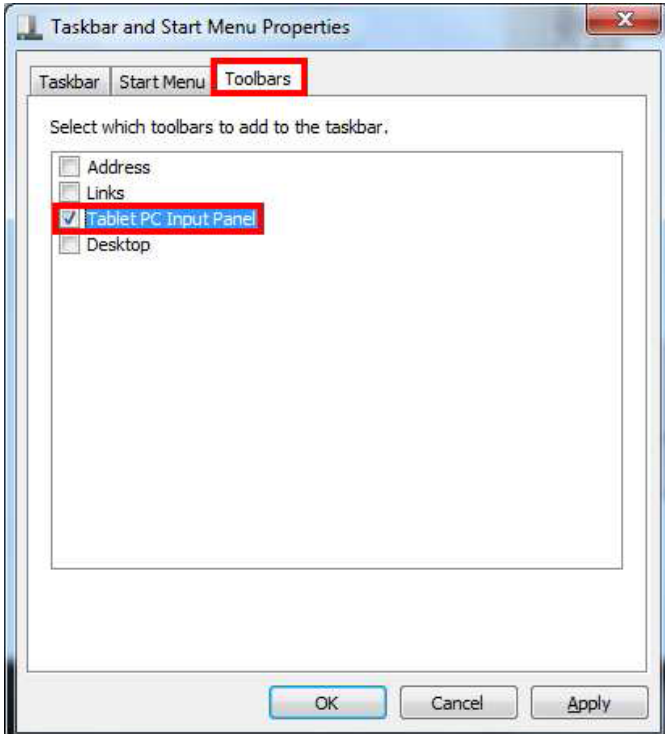 Taskbar and Start Menu Properties
Taskbar Start Menu Toolbars
Select which toolbars to add to the taskbar.
Address
Links
Tablet PC Input Panel
Desktop
OK Cancel Apply